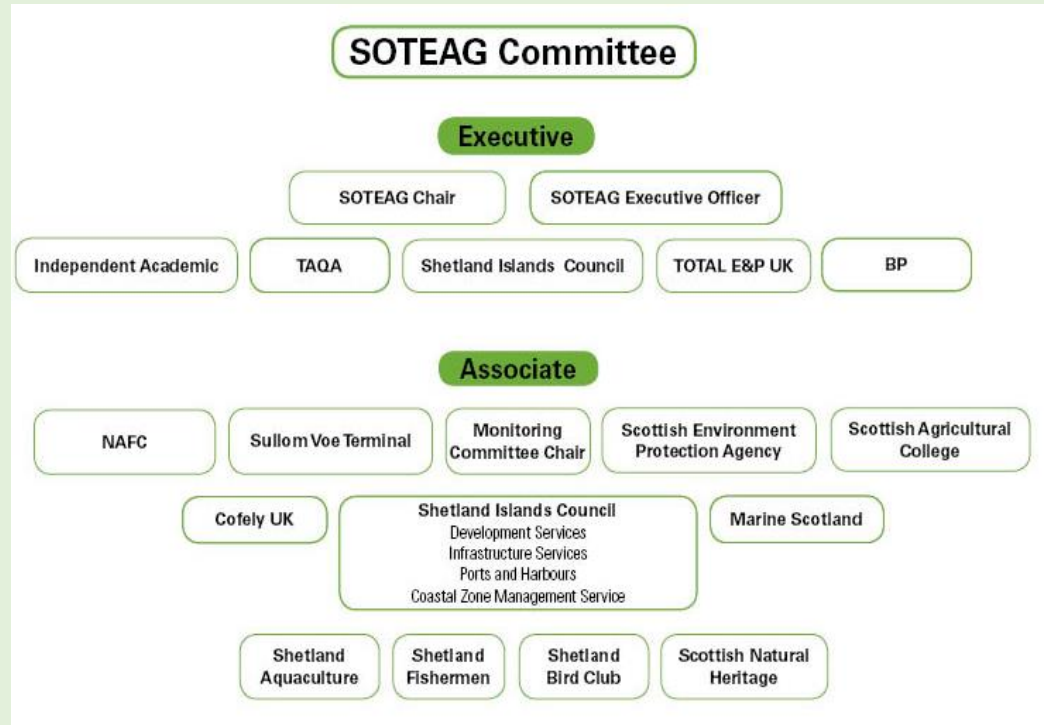 SOTEAG Committee
Executive
SOTEAG Chair
SOTEAG Executive Officer
Independent Academic
TAQA
Shetland Islands Council
TOTAL E&P UK
BP
Associate
NAFC
Sullom Voe Terminal
Monitoring
Committee Chair
Scottish Environment
Protection Agency
Scottish Agricultural
College
Cofely UK
Shetland Islands Council
Development Services
Infrastructure Services
Ports and Harbours
Coastal Zone Management Service
Marine Scotland
Shetland
Aquaculture
Shetland
Fishermen
Shetland
Bird Club
Scottish Natural
Heritage